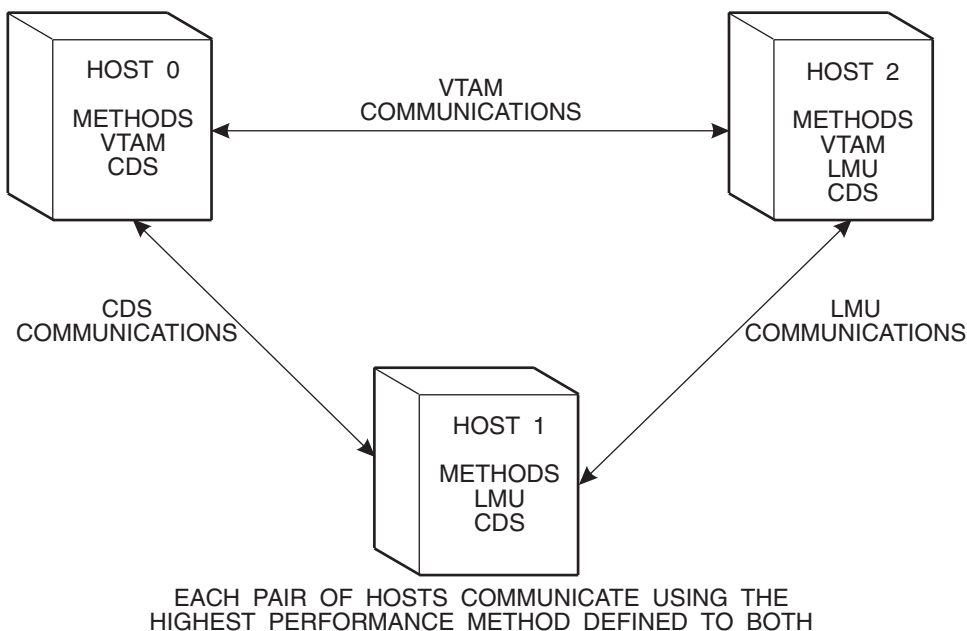 HOST 0
METHODS
VTAM
CDS
VTAM
COMMUNICATIONS
HOST 2
METHODS
VTAM
LMU
CDS
CDS
COMMUNICATIONS
LMU
COMMUNICATIONS
HOST 1
METHODS
LMU
CDS
EACH PAIR OF HOSTS COMMUNICATE USING THE
HIGHEST PERFORMANCE METHOD DEFINED TO BOTH